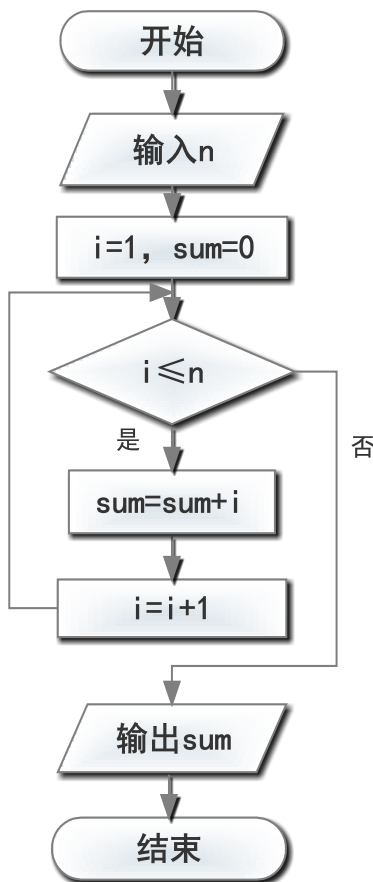 开始
输入n
i=1，sum=0
i≤n
是
否
sum=sum+i
i=i+1
输出sum
结束